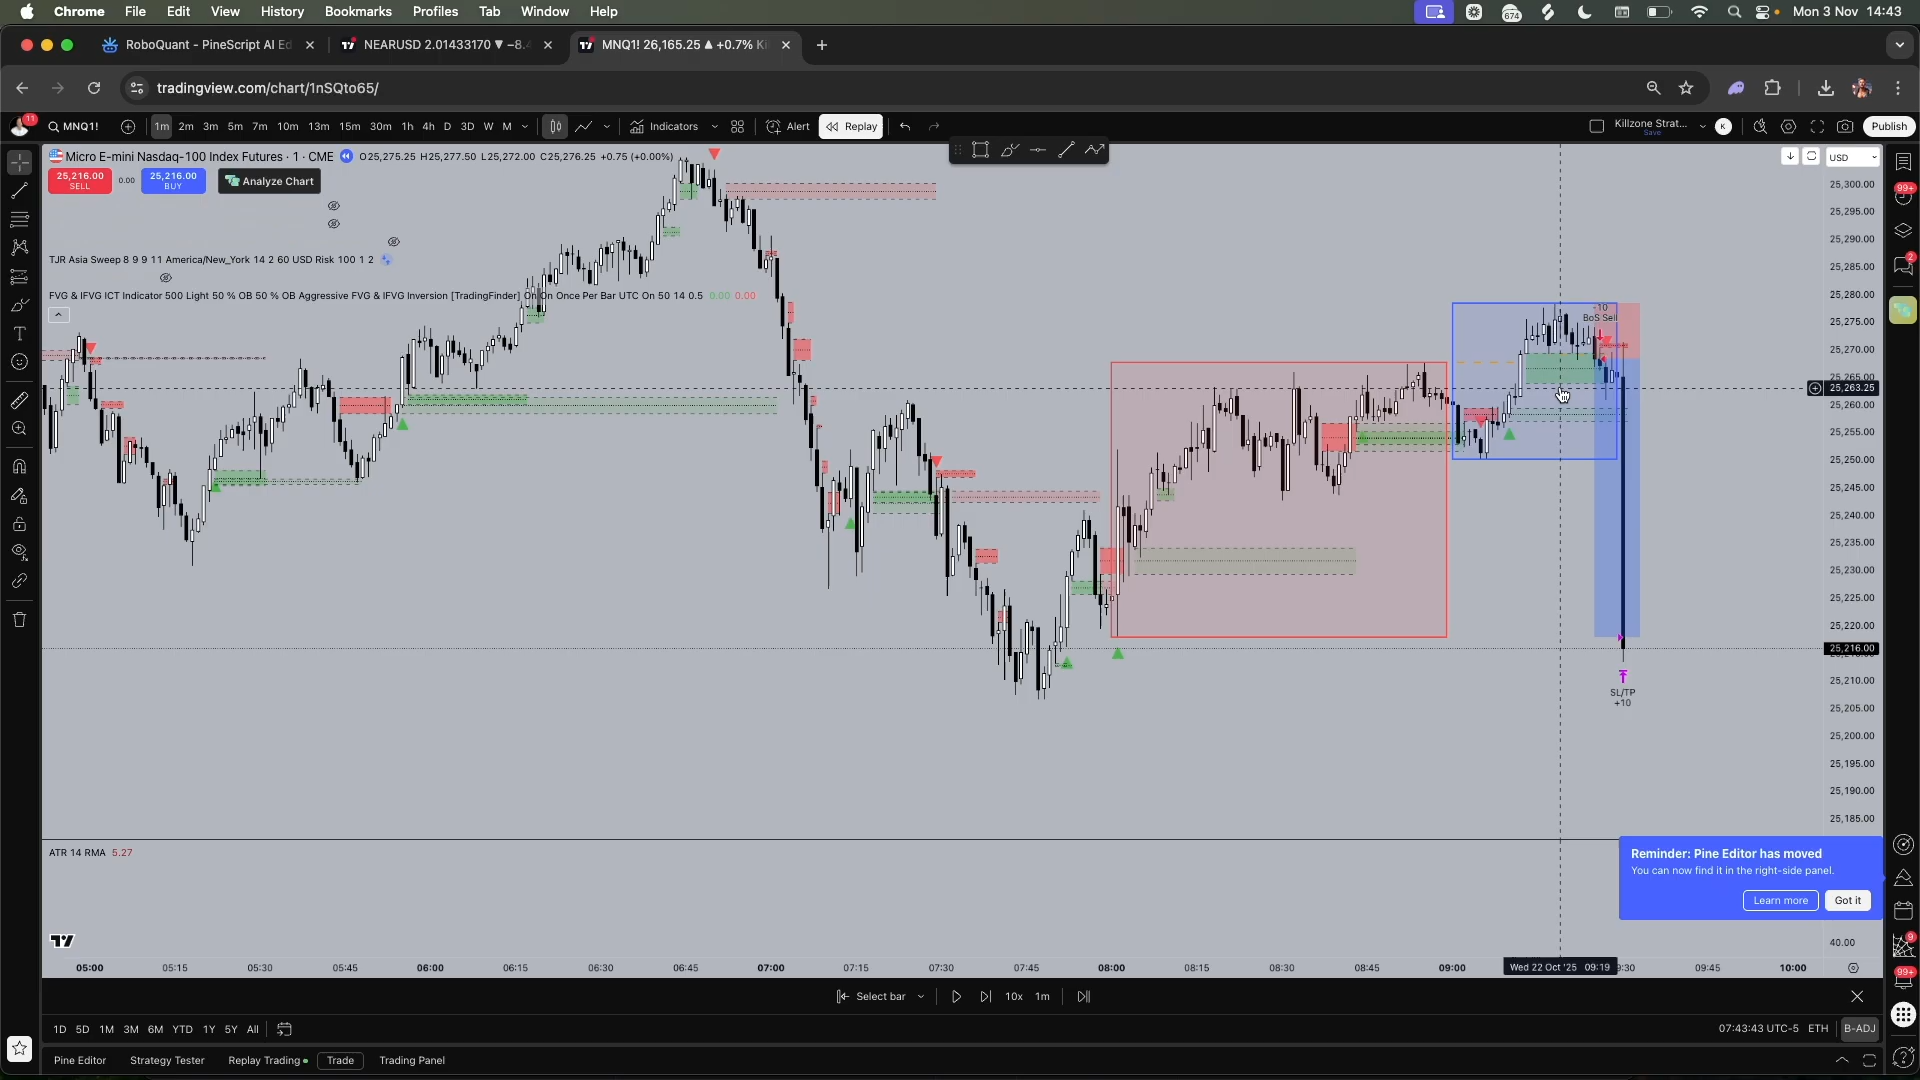 Chrome File Edit View History Bookmarks Profiles Tab Window Help
674
Mon 3 Nov 14:43
RoboQuant - PineScript AI Ed
NEARUSD 2.01433170 ▼ −8.4
MNQ1! 26,165.25 ▲ +0.7% Ki
tradingview.com/chart/1nSQto65/
11
MNQ1!
1m 2m 3m 5m 7m 10m 13m 15m 30m 1h 4h D 3D W M
Indicators
Alert
Replay
Killzone Strat...
Save
K
Publish
Micro E-mini Nasdaq-100 Index Futures · 1 · CME
O25,275.25 H25,277.50 L25,272.00 C25,276.25 +0.75 (+0.00%)
USD
25,216.00
SELL
0.00
25,216.00
BUY
Analyze Chart
TJR Asia Sweep 8 9 9 11 America/New_York 14 2 60 USD Risk 100 1 2
FVG & IFVG ICT Indicator 500 Light 50 % OB 50 % OB Aggressive FVG & IFVG Inversion [TradingFinder] On On Once Per Bar UTC On 50 14 0.5 0.00 0.00
-10
BoS Sell
SL/TP
+10
25,300.00
25,295.00
25,290.00
25,285.00
25,280.00
25,275.00
25,270.00
25,265.00
25,263.25
25,260.00
25,255.00
25,250.00
25,245.00
25,240.00
25,235.00
25,230.00
25,225.00
25,220.00
25,216.00
25,210.00
25,205.00
25,200.00
25,195.00
25,190.00
25,185.00
99+
2
ATR 14 RMA 5.27
Reminder: Pine Editor has moved
You can now find it in the right-side panel.
Learn more
Got it
40.00
9
99+
05:00 05:15 05:30 05:45 06:00 06:15 06:30 06:45 07:00 07:15 07:30 07:45 08:00 08:15 08:30 08:45 09:00 Wed 22 Oct '25 09:19 9:30 09:45 10:00
Select bar
10x 1m
1D 5D 1M 3M 6M YTD 1Y 5Y All
07:43:43 UTC-5 ETH B-ADJ
Pine Editor Strategy Tester Replay Trading Trade Trading Panel